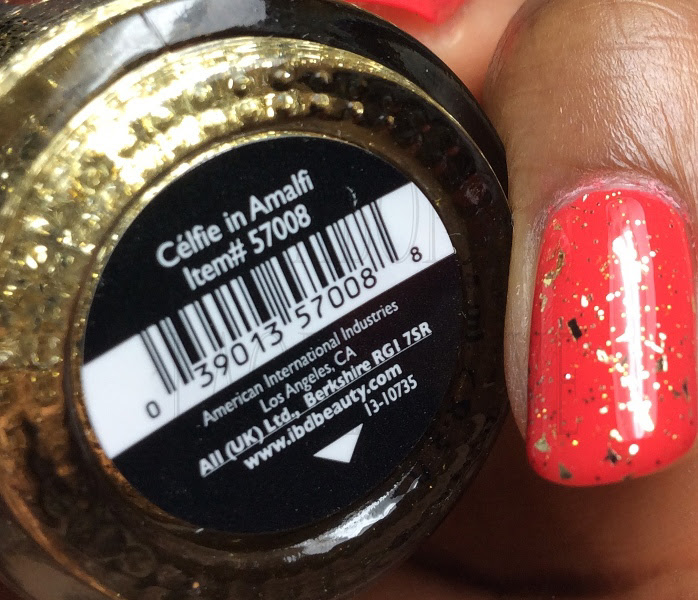 Célfie in Amalfi
Item# 57008
0 39013 57008 8
American International Industries
Los Angeles, CA
AII (UK) Ltd., Berkshire RG1 7SR
www.ibdbeauty.com
13-10735